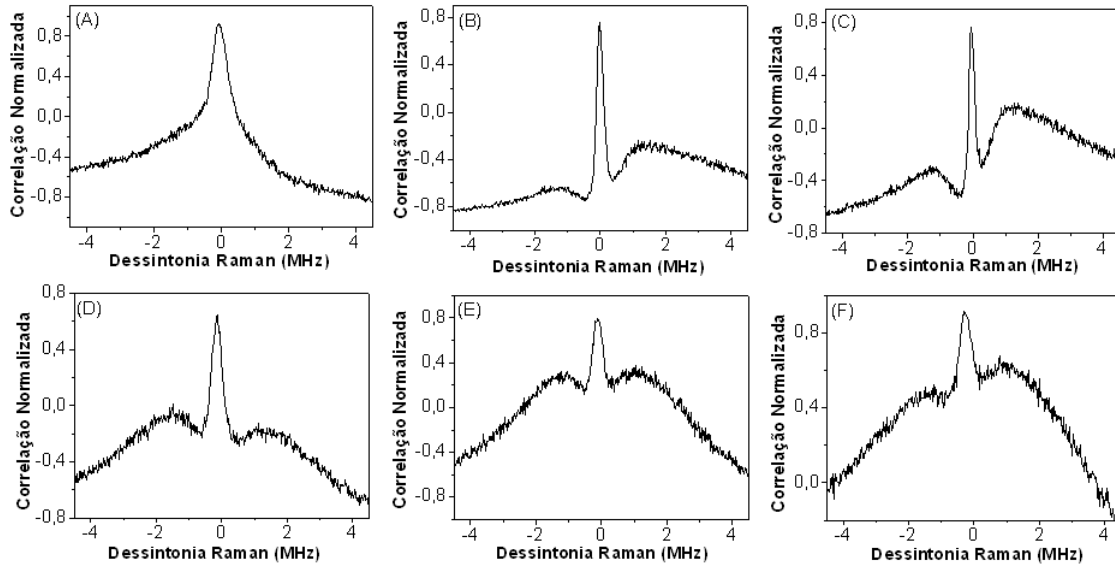 (A)
Correlação Normalizada
0,8
0,4
0,0
-0,4
-0,8
-4 -2 0 2 4
Dessintonia Raman (MHz)
(B)
Correlação Normalizada
0,8
0,4
0,0
-0,4
-0,8
-4 -2 0 2 4
Dessintonia Raman (MHz)
(C)
Correlação Normalizada
0,8
0,4
0,0
-0,4
-0,8
-4 -2 0 2 4
Dessintonia Raman (MHz)
(D)
Correlação Normalizada
0,8
0,4
0,0
-0,4
-0,8
-4 -2 0 2 4
Dessintonia Raman (MHz)
(E)
Correlação Normalizada
0,8
0,4
0,0
-0,4
-0,8
-4 -2 0 2 4
Dessintonia Raman (MHz)
(F)
Correlação Normalizada
0,8
0,4
0,0
-4 -2 0 2 4
Dessintonia Raman (MHz)